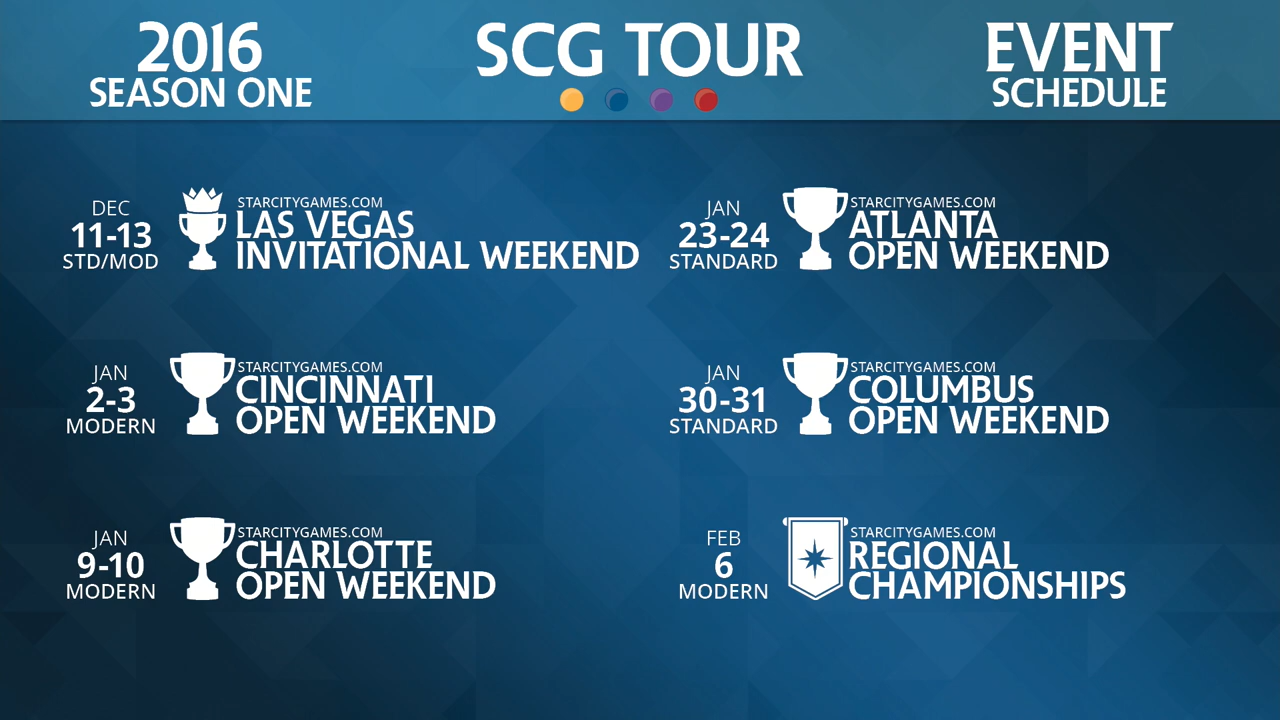 2016
SEASON ONE
SCG TOUR
EVENT
SCHEDULE
DEC
11-13
STD/MOD
STARCITYGAMES.COM
LAS VEGAS
INVITATIONAL WEEKEND
JAN
2-3
MODERN
STARCITYGAMES.COM
CINCINNATI
OPEN WEEKEND
JAN
9-10
MODERN
STARCITYGAMES.COM
CHARLOTTE
OPEN WEEKEND
JAN
23-24
STANDARD
STARCITYGAMES.COM
ATLANTA
OPEN WEEKEND
JAN
30-31
STANDARD
STARCITYGAMES.COM
COLUMBUS
OPEN WEEKEND
FEB
6
MODERN
STARCITYGAMES.COM
REGIONAL
CHAMPIONSHIPS